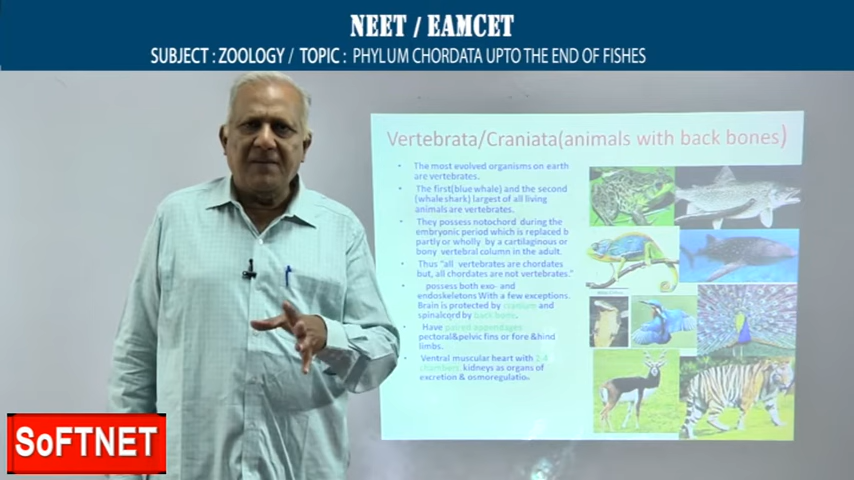 NEET / EAMCET
SUBJECT : ZOOLOGY / TOPIC : PHYLUM CHORDATA UPTO THE END OF FISHES
Vertebrata/Craniata(animals with back bones)
• The most evolved organisms on earth
are vertebrates.
• The first(blue whale) and the second
(whale shark) largest of all living
animals are vertebrates.
• They possess notochord during the
embryonic period which is replaced b
partly or wholly by a cartilaginous or
bony vertebral column in the adult.
• Thus "all vertebrates are chordates
but, all chordates are not vertebrates."
• possess both exo- and
endoskeletons With a few exceptions.
Brain is protected by cranium and
spinalcord by back bone.
• Have paired appendages
pectoral&pelvic fins or fore &hind
limbs.
• Ventral muscular heart with 2-4
chambers, kidneys as organs of
excretion & osmoregulation
SoFTNET